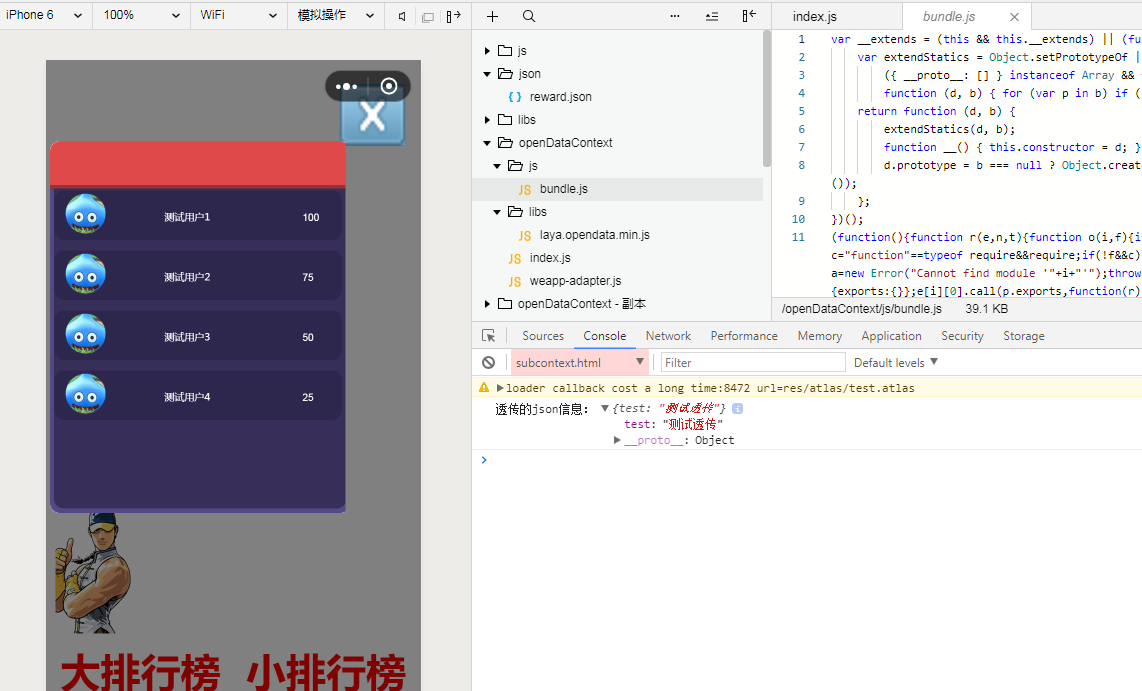 iPhone 6 100% WiFi 模拟操作
index.js bundle.js
js
json
{ } reward.json
libs
openDataContext
js
JS bundle.js
libs
JS laya.opendata.min.js
JS index.js
JS weapp-adapter.js
openDataContext - 副本
1 var __extends = (this && this.__extends) || (fu
2 var extendStatics = Object.setPrototypeOf |
3 ({ __proto__: [] } instanceof Array &&
4 function (d, b) { for (var p in b) if (
5 return function (d, b) {
6 extendStatics(d, b);
7 function __() { this.constructor = d; }
8 d.prototype = b === null ? Object.creat
());
9 };
10 })();
11 (function(){function r(e,n,t){function o(i,f){i
c="function"==typeof require&&require;if(!f&&c)
a=new Error("Cannot find module '"+i+"'");throw
{exports:{}};e[i][0].call(p.exports,function(r)
/openDataContext/js/bundle.js 39.1 KB
Sources Console Network Performance Memory Application Security Storage
subcontext.html Filter Default levels
loader callback cost a long time:8472 url=res/atlas/test.atlas
透传的json信息: {test: "测试透传"}
test: "测试透传"
__proto__: Object
测试用户1 100
测试用户2 75
测试用户3 50
测试用户4 25
大排行榜 小排行榜